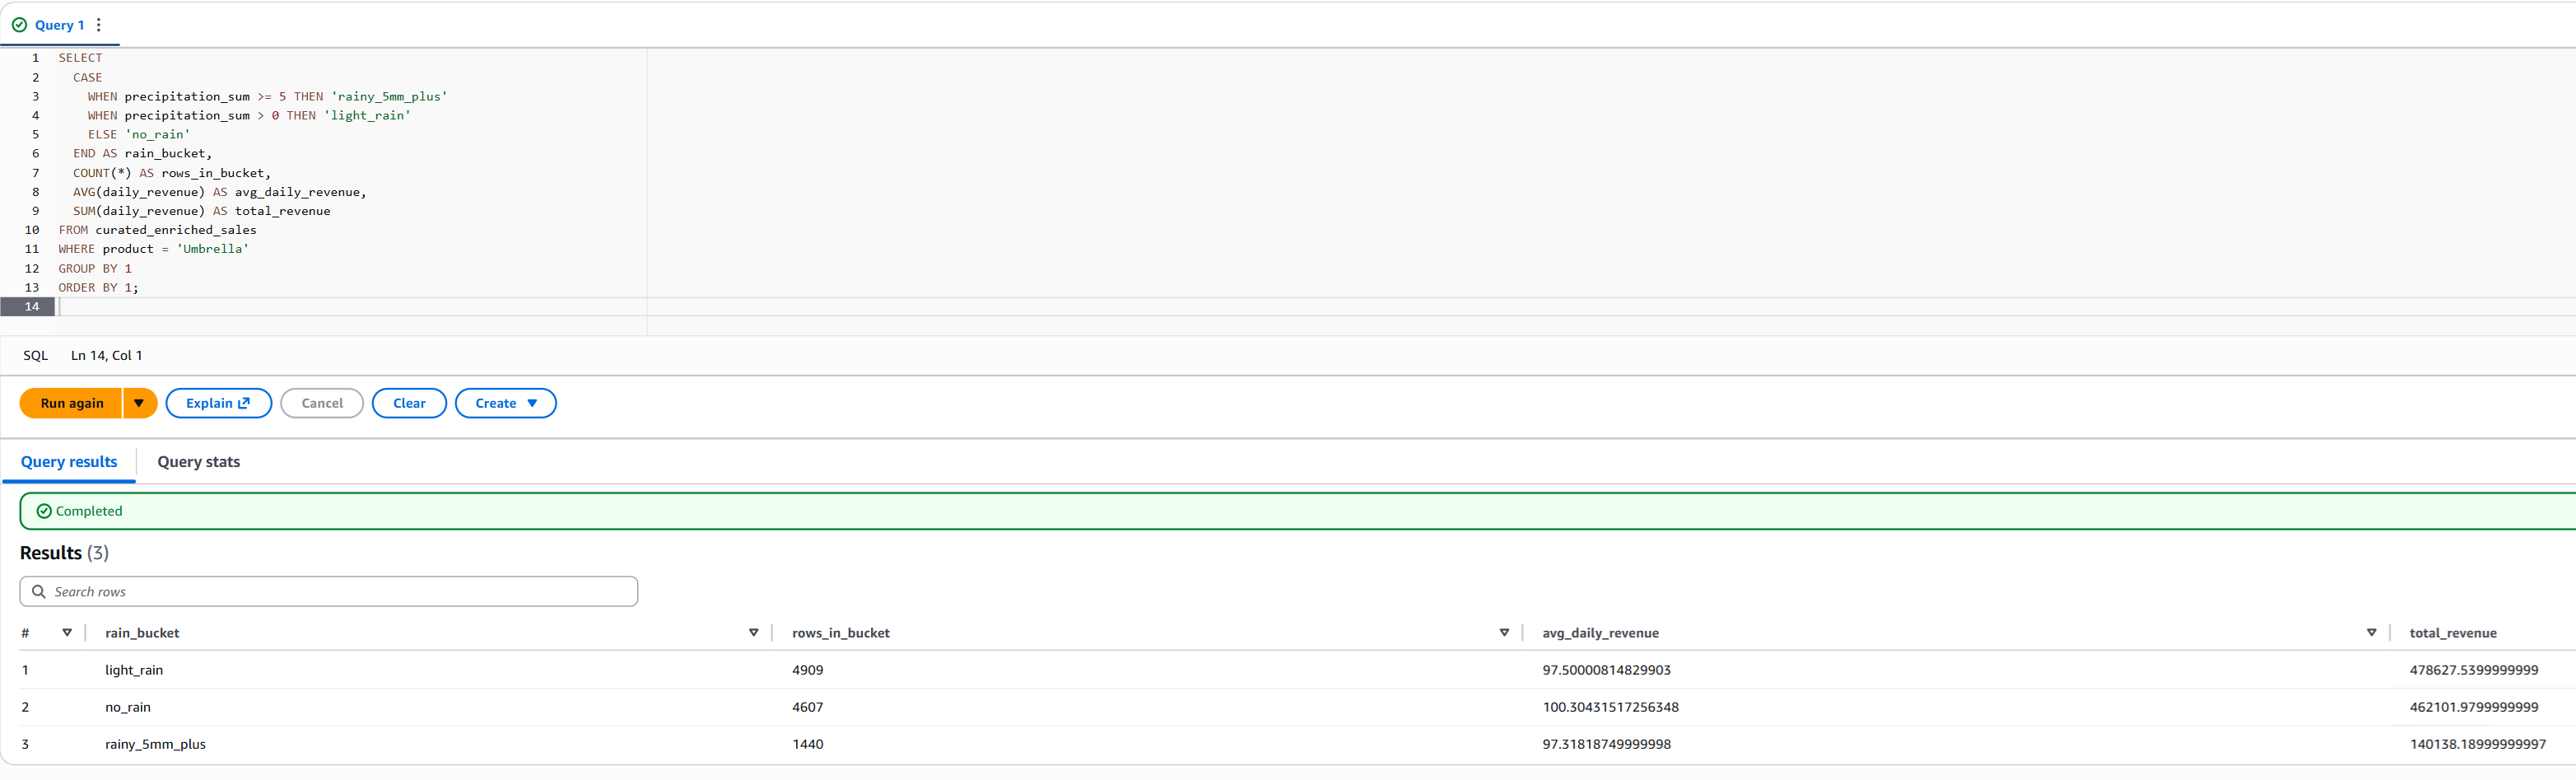 Query 1
1 SELECT
2 CASE
3 WHEN precipitation_sum >= 5 THEN 'rainy_5mm_plus'
4 WHEN precipitation_sum > 0 THEN 'light_rain'
5 ELSE 'no_rain'
6 END AS rain_bucket,
7 COUNT(*) AS rows_in_bucket,
8 AVG(daily_revenue) AS avg_daily_revenue,
9 SUM(daily_revenue) AS total_revenue
10 FROM curated_enriched_sales
11 WHERE product = 'Umbrella'
12 GROUP BY 1
13 ORDER BY 1;
14
SQL Ln 14, Col 1
Run again Explain Cancel Clear Create
Query results Query stats
Completed
Results (3)
Search rows
# rain_bucket rows_in_bucket avg_daily_revenue total_revenue
1 light_rain 4909 97.50000814829903 478627.5399999999
2 no_rain 4607 100.30431517256348 462101.9799999999
3 rainy_5mm_plus 1440 97.31818749999998 140138.18999999997